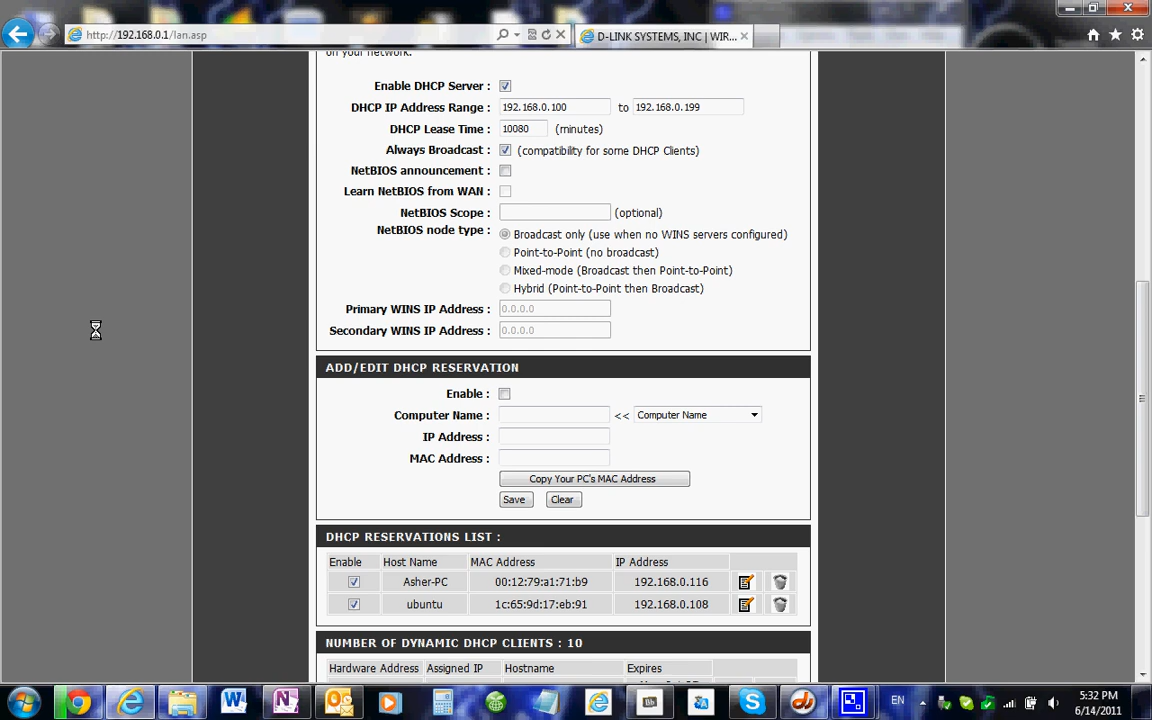 http://192.168.0.1/lan.asp
D-LINK SYSTEMS, INC | WIR...
on your network.
Enable DHCP Server :
DHCP IP Address Range : 192.168.0.100 to 192.168.0.199
DHCP Lease Time : 10080 (minutes)
Always Broadcast : (compatibility for some DHCP Clients)
NetBIOS announcement :
Learn NetBIOS from WAN :
NetBIOS Scope : (optional)
NetBIOS node type : Broadcast only (use when no WINS servers configured)
Point-to-Point (no broadcast)
Mixed-mode (Broadcast then Point-to-Point)
Hybrid (Point-to-Point then Broadcast)
Primary WINS IP Address : 0.0.0.0
Secondary WINS IP Address : 0.0.0.0
ADD/EDIT DHCP RESERVATION
Enable :
Computer Name : << Computer Name
IP Address :
MAC Address :
Copy Your PC's MAC Address
Save Clear
DHCP RESERVATIONS LIST :
Enable Host Name MAC Address IP Address
Asher-PC 00:12:79:a1:71:b9 192.168.0.116
ubuntu 1c:65:9d:17:eb:91 192.168.0.108
NUMBER OF DYNAMIC DHCP CLIENTS : 10
Hardware Address Assigned IP Hostname Expires
EN
5:32 PM
6/14/2011